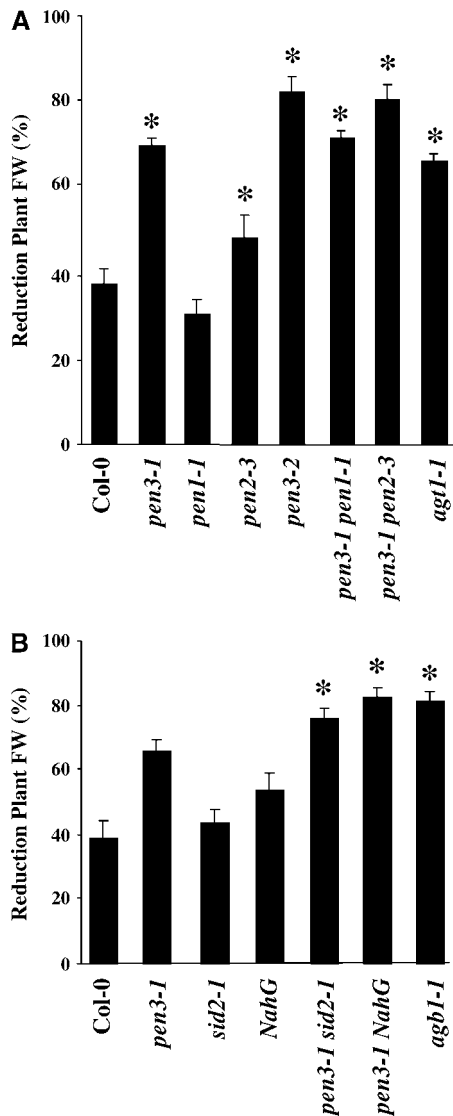 A
Reduction Plant FW (%)
100
80
60
40
20
0
*
*
*
*
*
*
Col-0
pen3-1
pen1-1
pen2-3
pen3-2
pen3-1 pen1-1
pen3-1 pen2-3
agt1-1
B
Reduction Plant FW (%)
100
80
60
40
20
0
*
*
*
Col-0
pen3-1
sid2-1
NahG
pen3-1 sid2-1
pen3-1 NahG
agb1-1